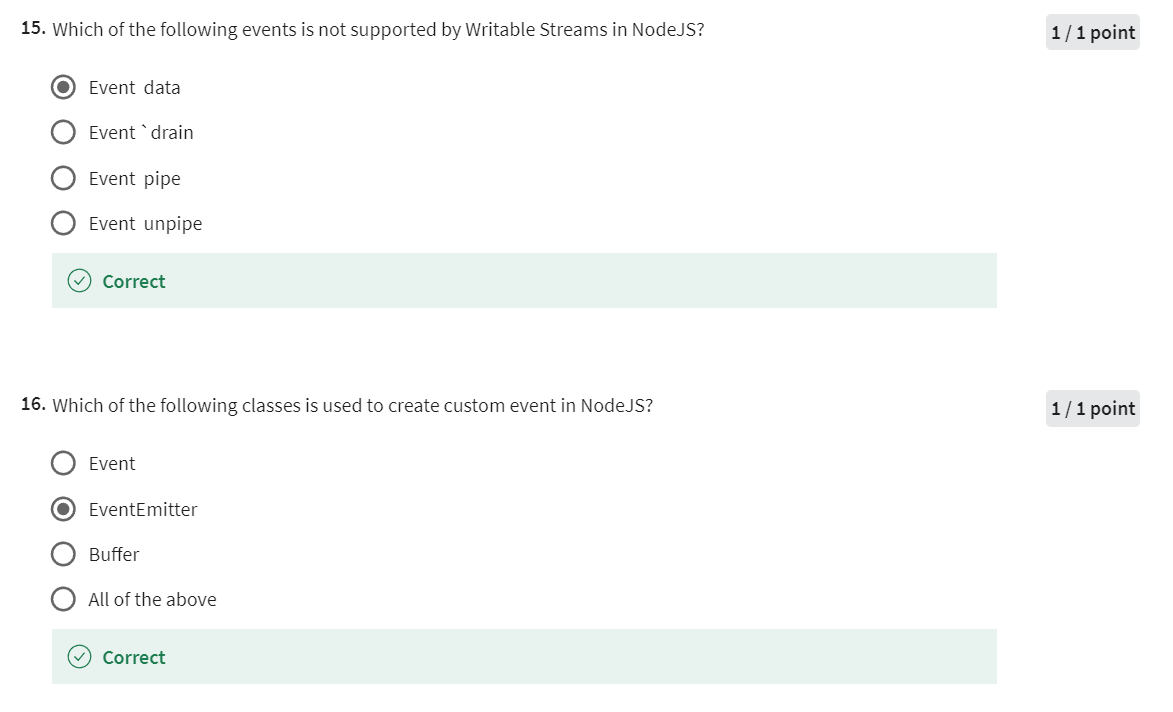 15. Which of the following events is not supported by Writable Streams in NodeJS?
1 / 1 point
Event data
Event `drain
Event pipe
Event unpipe
Correct
16. Which of the following classes is used to create custom event in NodeJS?
1 / 1 point
Event
EventEmitter
Buffer
All of the above
Correct